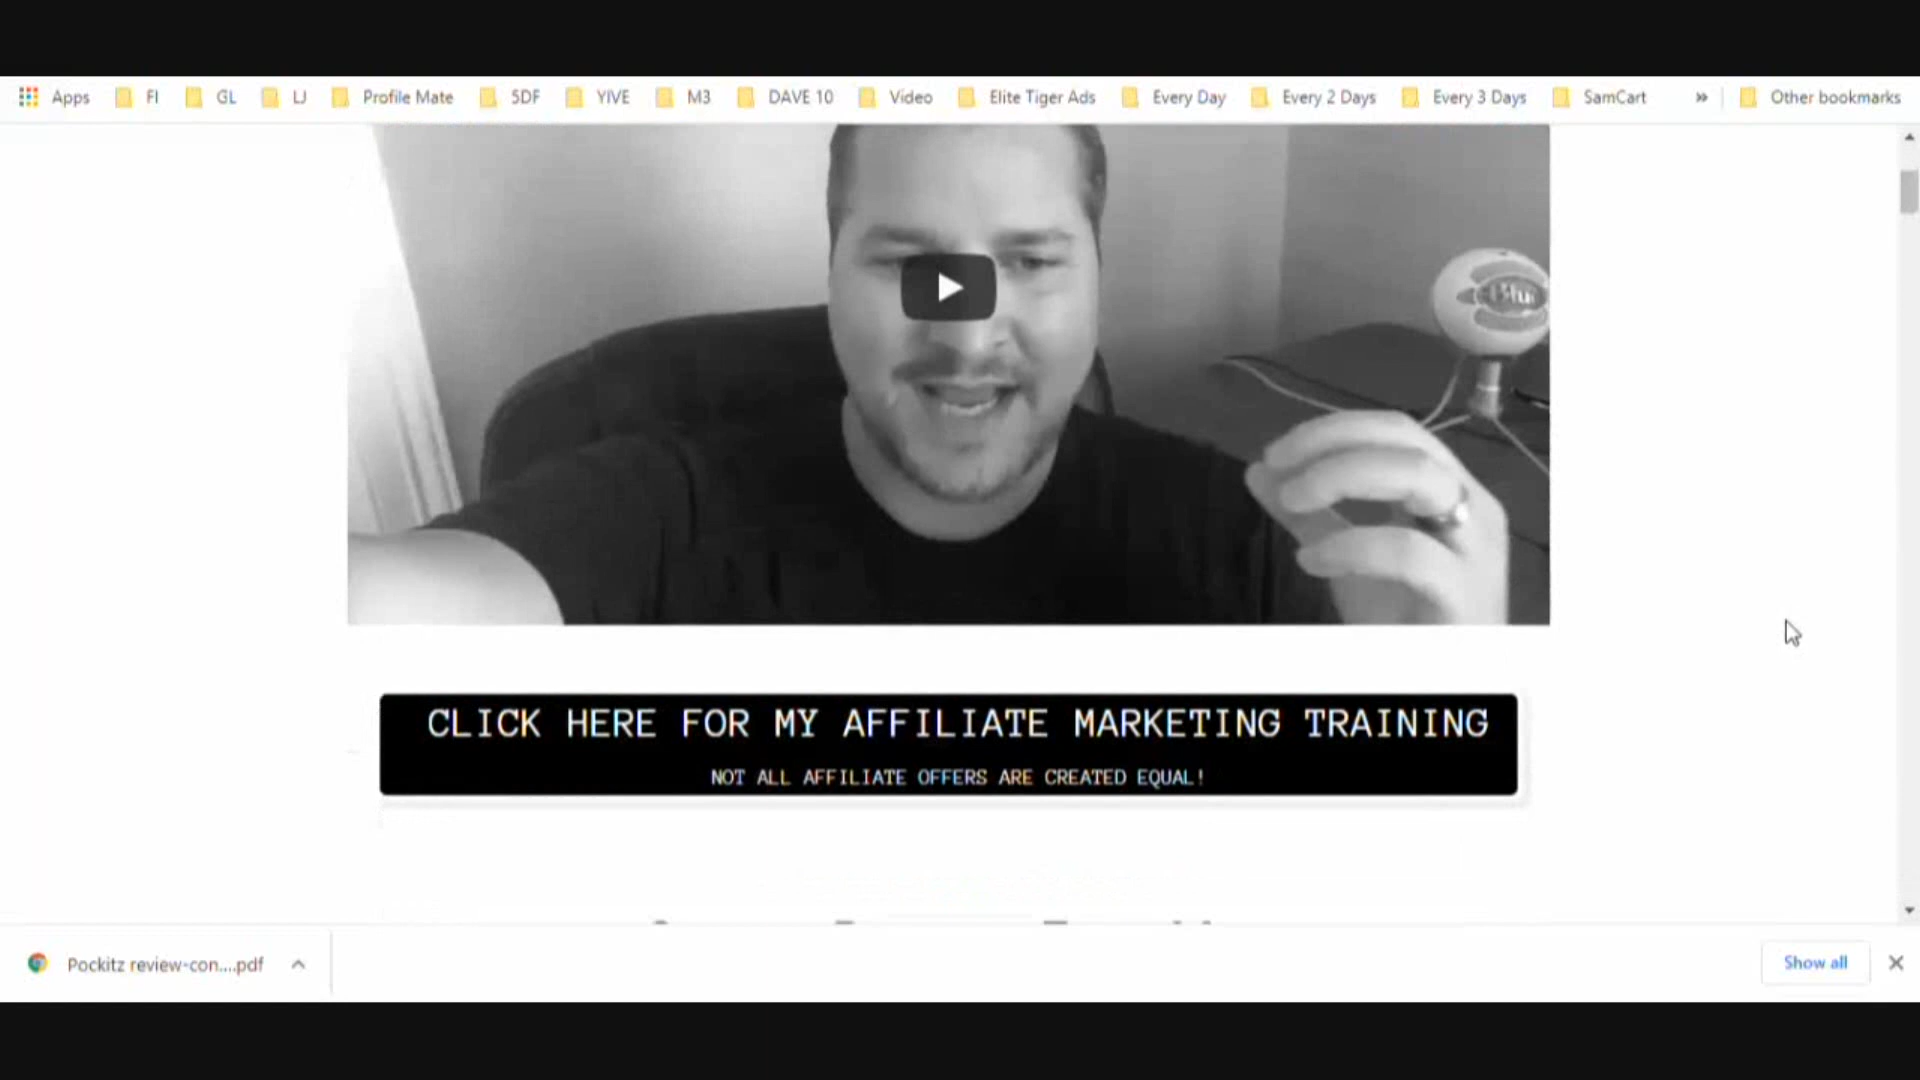 Apps FI GL LJ Profile Mate 5DF YIVE M3 DAVE 10 Video Elite Tiger Ads Every Day Every 2 Days Every 3 Days SamCart » Other bookmarks
Blue
CLICK HERE FOR MY AFFILIATE MARKETING TRAINING
NOT ALL AFFILIATE OFFERS ARE CREATED EQUAL!
Pockitz review-con....pdf Show all